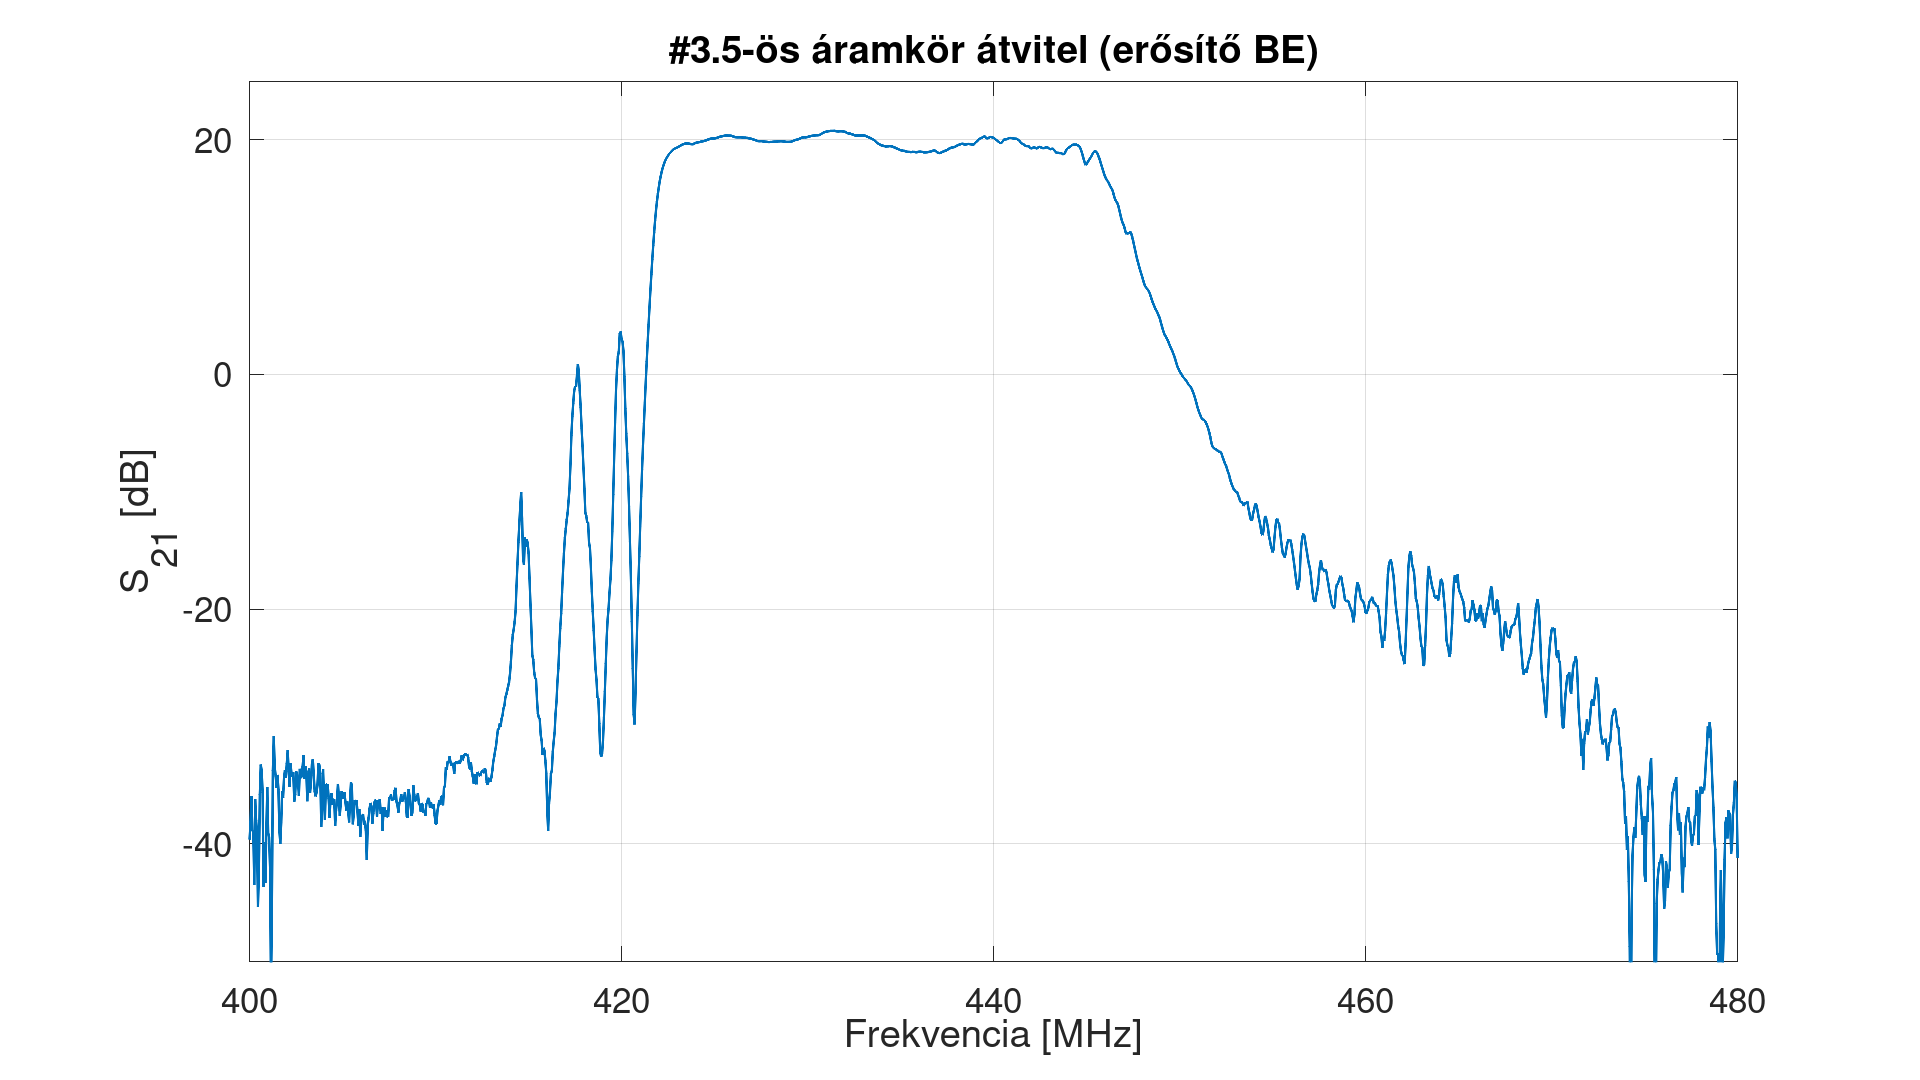 #3.5-ös áramkör átvitel (erősítő BE)
20
0
-20
-40
S21 [dB]
400 420 440 460 480
Frekvencia [MHz]